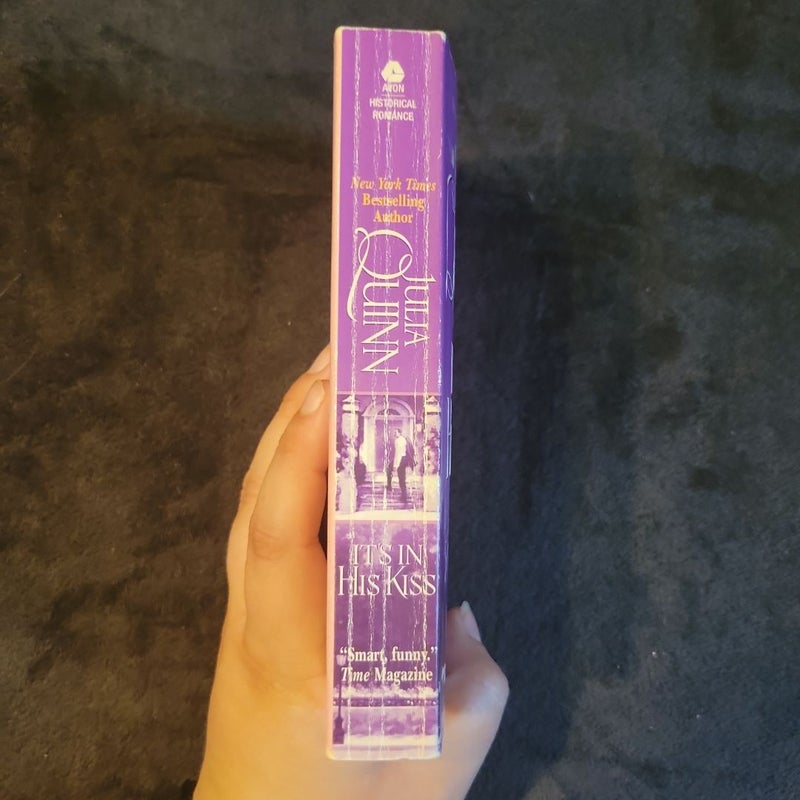 AVON
HISTORICAL
ROMANCE
New York Times
Bestselling
Author
JULIA
QUINN
IT'S IN
HIS KISS
"Smart, funny."
Time Magazine